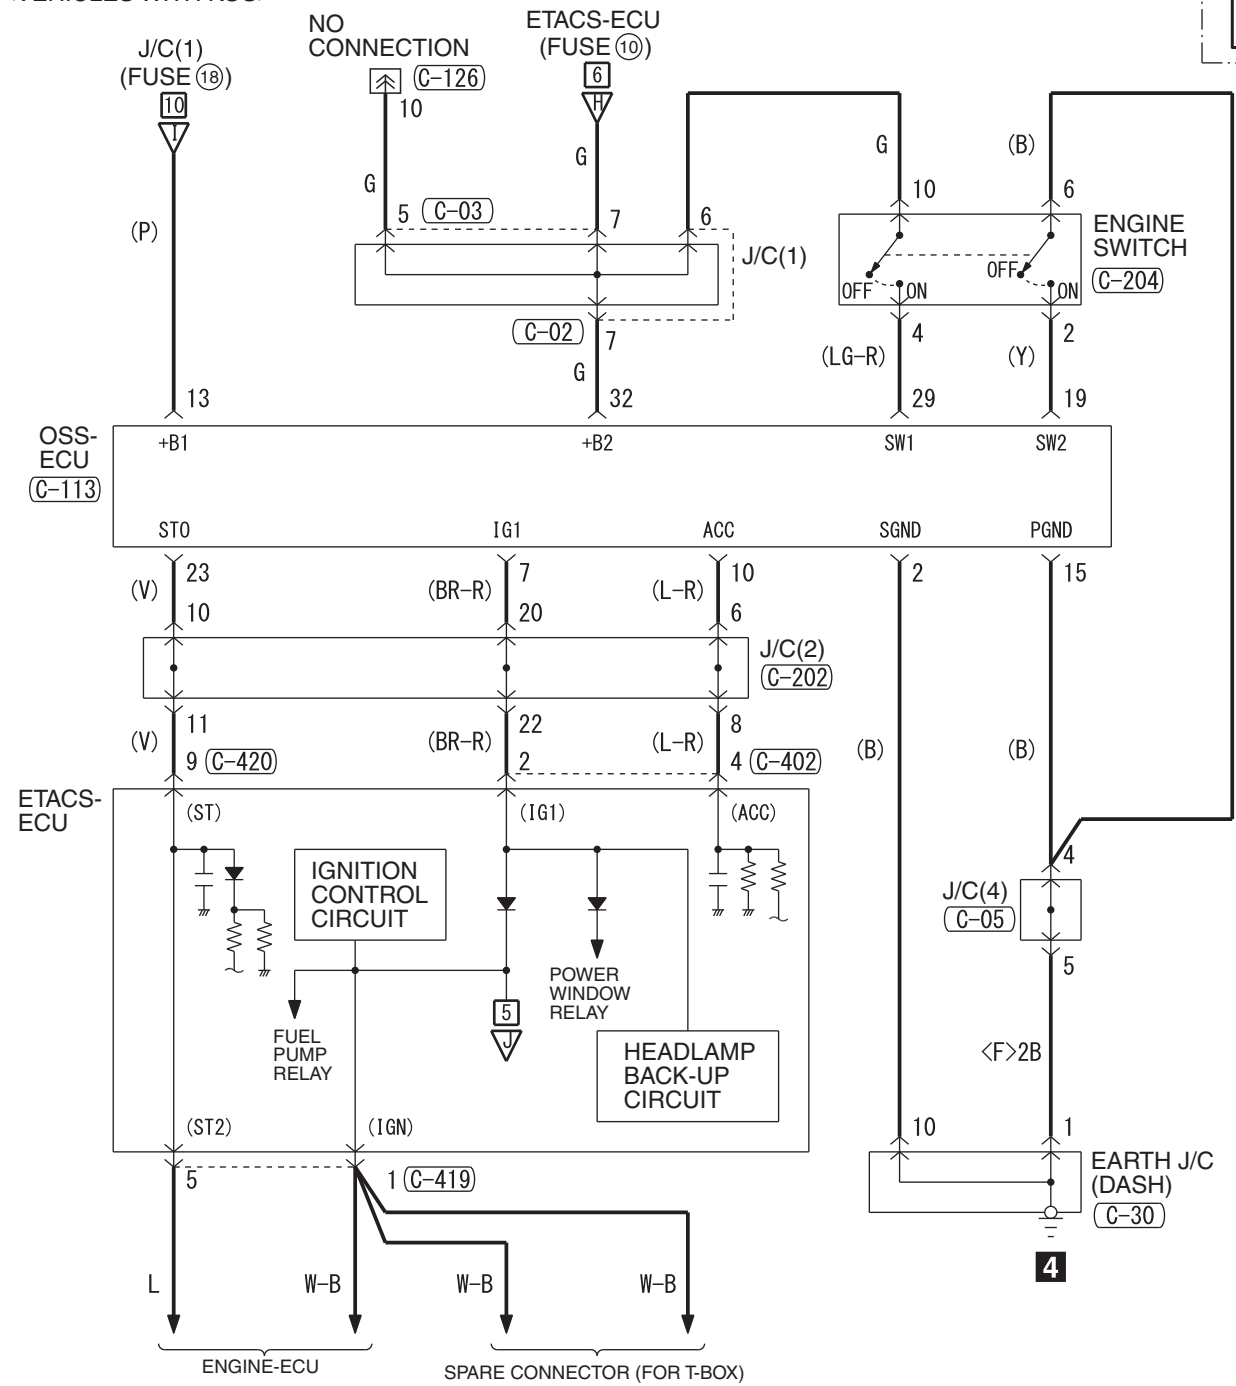 NO
CONNECTION
C-126
10
ETACS-ECU
(FUSE 10)
6
H
J/C(1)
(FUSE 18)
10
I
G
G
G
(B)
(P)
5 C-03
7
6
10
6
ENGINE
SWITCH
C-204
J/C(1)
OFF ON
OFF ON
C-02
7
4
2
G
(LG-R)
(Y)
13
32
29
19
OSS-
ECU
C-113
+B1
+B2
SW1
SW2
STO
IG1
ACC
SGND
PGND
23
7
10
2
15
(V)
(BR-R)
(L-R)
10
20
6
J/C(2)
C-202
11
22
8
(V)
(BR-R)
(L-R)
(B)
(B)
9 C-420
2
4 C-402
ETACS-
ECU
(ST)
(IG1)
(ACC)
IGNITION
CONTROL
CIRCUIT
4
J/C(4)
C-05
5
POWER
WINDOW
RELAY
5
J
FUEL
PUMP
RELAY
HEADLAMP
BACK-UP
CIRCUIT
<F>2B
(ST2)
(IGN)
10
1
5
1 C-419
EARTH J/C
(DASH)
C-30
4
L
W-B
W-B
W-B
ENGINE-ECU
SPARE CONNECTOR (FOR T-BOX)